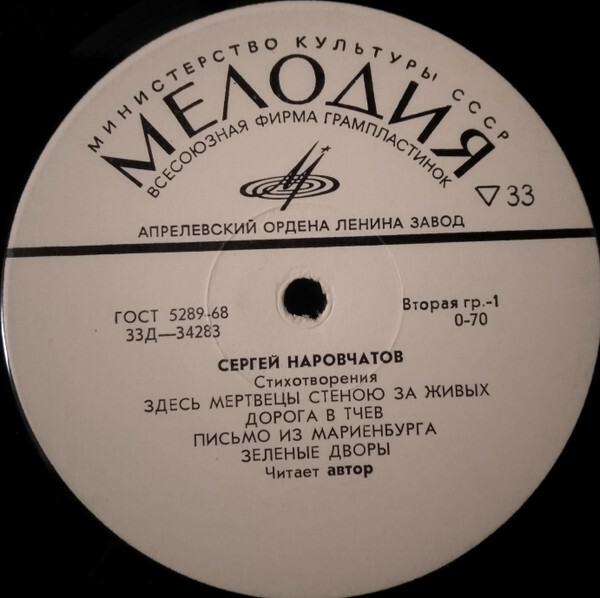 МИНИСТЕРСТВО КУЛЬТУРЫ СССР
МЕЛОДИЯ
ВСЕСОЮЗНАЯ ФИРМА ГРАМПЛАСТИНОК
33
АПРЕЛЕВСКИЙ ОРДЕНА ЛЕНИНА ЗАВОД
ГОСТ 5289-68
33Д—34283
Вторая гр.-1
0-70
СЕРГЕЙ НАРОВЧАТОВ
Стихотворения
ЗДЕСЬ МЕРТВЕЦЫ СТЕНОЮ ЗА ЖИВЫХ
ДОРОГА В ТЧЕВ
ПИСЬМО ИЗ МАРИЕНБУРГА
ЗЕЛЕНЫЕ ДВОРЫ
Читает автор